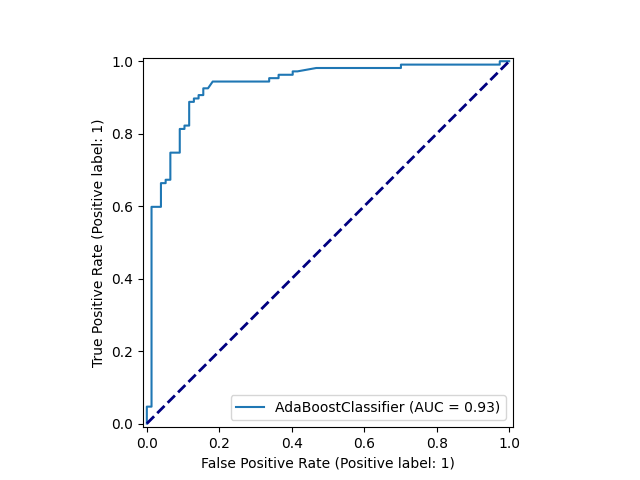 1.0
0.8
0.6
0.4
0.2
0.0
True Positive Rate (Positive label: 1)
AdaBoostClassifier (AUC = 0.93)
0.0 0.2 0.4 0.6 0.8 1.0
False Positive Rate (Positive label: 1)